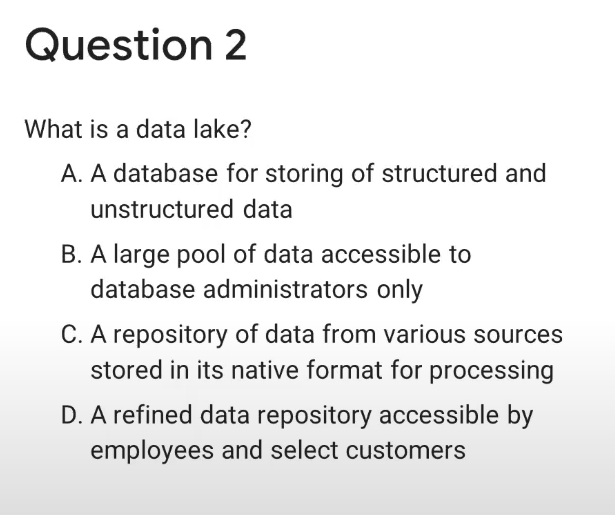 Question 2
What is a data lake?
A. A database for storing of structured and
unstructured data
B. A large pool of data accessible to
database administrators only
C. A repository of data from various sources
stored in its native format for processing
D. A refined data repository accessible by
employees and select customers